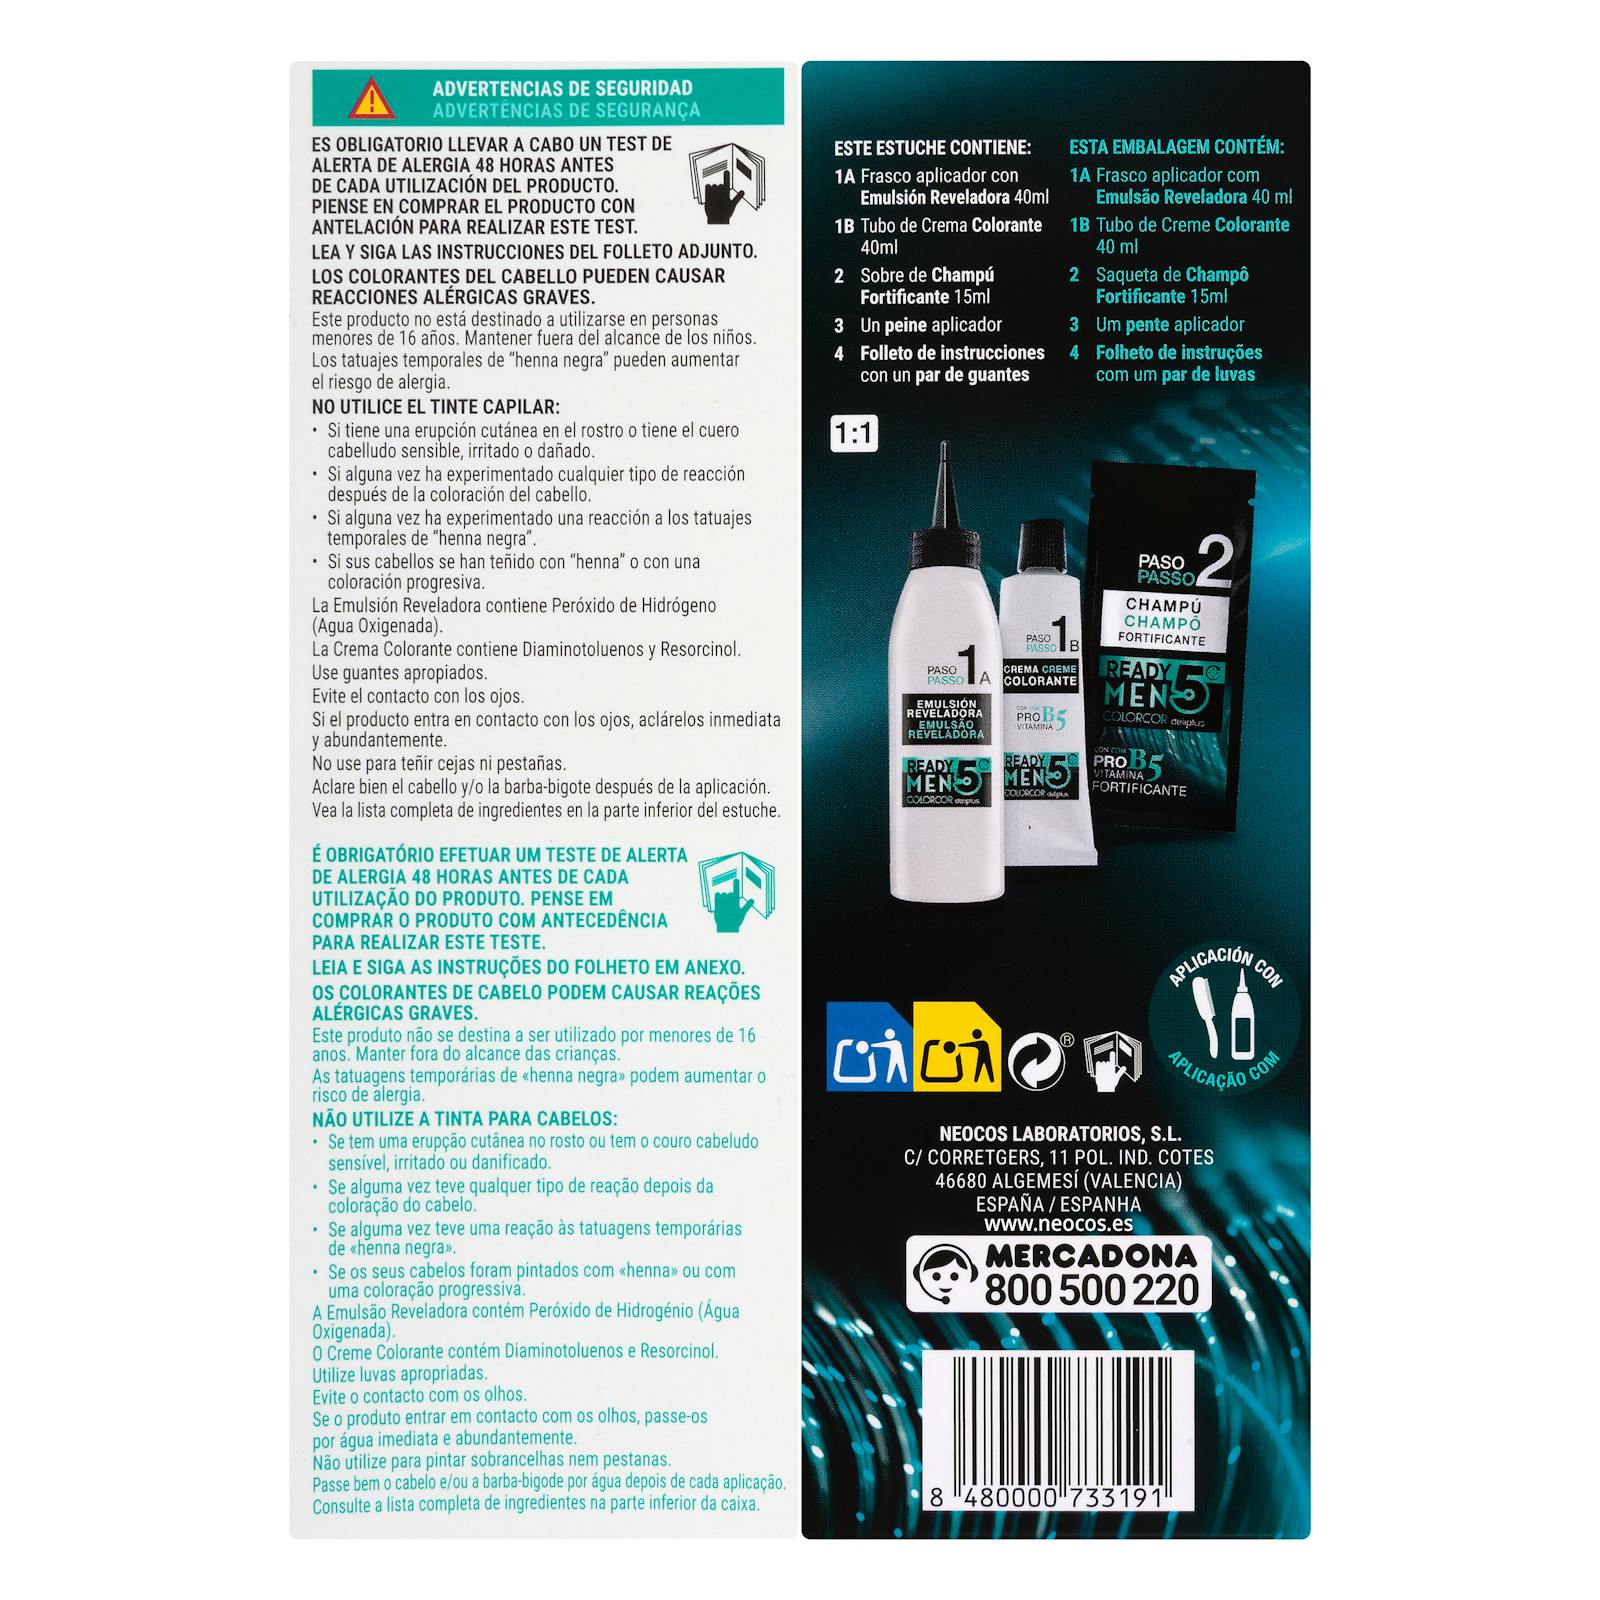 ADVERTENCIAS DE SEGURIDAD
ADVERTÊNCIAS DE SEGURANÇA
ES OBLIGATORIO LLEVAR A CABO UN TEST DE
ALERTA DE ALERGIA 48 HORAS ANTES
DE CADA UTILIZACIÓN DEL PRODUCTO.
PIENSE EN COMPRAR EL PRODUCTO CON
ANTELACIÓN PARA REALIZAR ESTE TEST.
LEA Y SIGA LAS INSTRUCCIONES DEL FOLLETO ADJUNTO.
LOS COLORANTES DEL CABELLO PUEDEN CAUSAR
REACCIONES ALÉRGICAS GRAVES.
Este producto no está destinado a utilizarse en personas
menores de 16 años. Mantener fuera del alcance de los niños.
Los tatuajes temporales de “henna negra” pueden aumentar
el riesgo de alergia.
NO UTILICE EL TINTE CAPILAR:
• Si tiene una erupción cutánea en el rostro o tiene el cuero
cabelludo sensible, irritado o dañado.
• Si alguna vez ha experimentado cualquier tipo de reacción
después de la coloración del cabello.
• Si alguna vez ha experimentado una reacción a los tatuajes
temporales de “henna negra”.
• Si sus cabellos se han teñido con “henna” o con una
coloración progresiva.
La Emulsión Reveladora contiene Peróxido de Hidrógeno
(Agua Oxigenada).
La Crema Colorante contiene Diaminotoluenos y Resorcinol.
Use guantes apropiados.
Evite el contacto con los ojos.
Si el producto entra en contacto con los ojos, aclárelos inmediata
y abundantemente.
No use para teñir cejas ni pestañas.
Aclare bien el cabello y/o la barba-bigote después de la aplicación.
Vea la lista completa de ingredientes en la parte inferior del estuche.
É OBRIGATÓRIO EFETUAR UM TESTE DE ALERTA
DE ALERGIA 48 HORAS ANTES DE CADA
UTILIZAÇÃO DO PRODUTO. PENSE EM
COMPRAR O PRODUTO COM ANTECEDÊNCIA
PARA REALIZAR ESTE TESTE.
LEIA E SIGA AS INSTRUÇÕES DO FOLHETO EM ANEXO.
OS COLORANTES DE CABELO PODEM CAUSAR REAÇÕES
ALÉRGICAS GRAVES.
Este produto não se destina a ser utilizado por menores de 16
anos. Manter fora do alcance das crianças.
As tatuagens temporárias de «henna negra» podem aumentar o
risco de alergia.
NÃO UTILIZE A TINTA PARA CABELOS:
• Se tem uma erupção cutânea no rosto ou tem o couro cabeludo
sensível, irritado ou danificado.
• Se alguma vez teve qualquer tipo de reação depois da
coloração do cabelo.
• Se alguma vez teve uma reação às tatuagens temporárias
de «henna negra».
• Se os seus cabelos foram pintados com «henna» ou com
uma coloração progressiva.
A Emulsão Reveladora contém Peróxido de Hidrogénio (Água
Oxigenada).
O Creme Colorante contém Diaminotoluenos e Resorcinol.
Utilize luvas apropriadas.
Evite o contacto com os olhos.
Se o produto entrar em contacto com os olhos, passe-os
por água imediata e abundantemente.
Não utilize para pintar sobrancelhas nem pestanas.
Passe bem o cabelo e/ou a barba-bigode por água depois de cada aplicação.
Consulte a lista completa de ingredientes na parte inferior da caixa.
ESTE ESTUCHE CONTIENE:
1A Frasco aplicador con
Emulsión Reveladora 40ml
1B Tubo de Crema Colorante
40ml
2 Sobre de Champú
Fortificante 15ml
3 Un peine aplicador
4 Folleto de instrucciones
con un par de guantes
ESTA EMBALAGEM CONTÉM:
1A Frasco aplicador com
Emulsão Reveladora 40 ml
1B Tubo de Creme Colorante
40 ml
2 Saqueta de Champô
Fortificante 15ml
3 Um pente aplicador
4 Folheto de instruções
com um par de luvas
1:1
PASO
PASSO 1A
EMULSIÓN
REVELADORA
EMULSÃO
REVELADORA
READY
MEN 5
COLORCOR deliplus
PASO
PASSO 1B
CREMA CREME
COLORANTE
CON COM
PRO B5
VITAMINA
READY
MEN 5
COLORCOR deliplus
PASO
PASSO 2
CHAMPÚ
CHAMPÔ
FORTIFICANTE
READY
MEN 5
COLORCOR deliplus
CON COM
PRO B5
VITAMINA
FORTIFICANTE
APLICACIÓN CON
APLICAÇÃO COM
®
NEOCOS LABORATORIOS, S.L.
C/ CORRETGERS, 11 POL. IND. COTES
46680 ALGEMESÍ (VALENCIA)
ESPAÑA / ESPANHA
www.neocos.es
MERCADONA
800 500 220
8 480000 733191